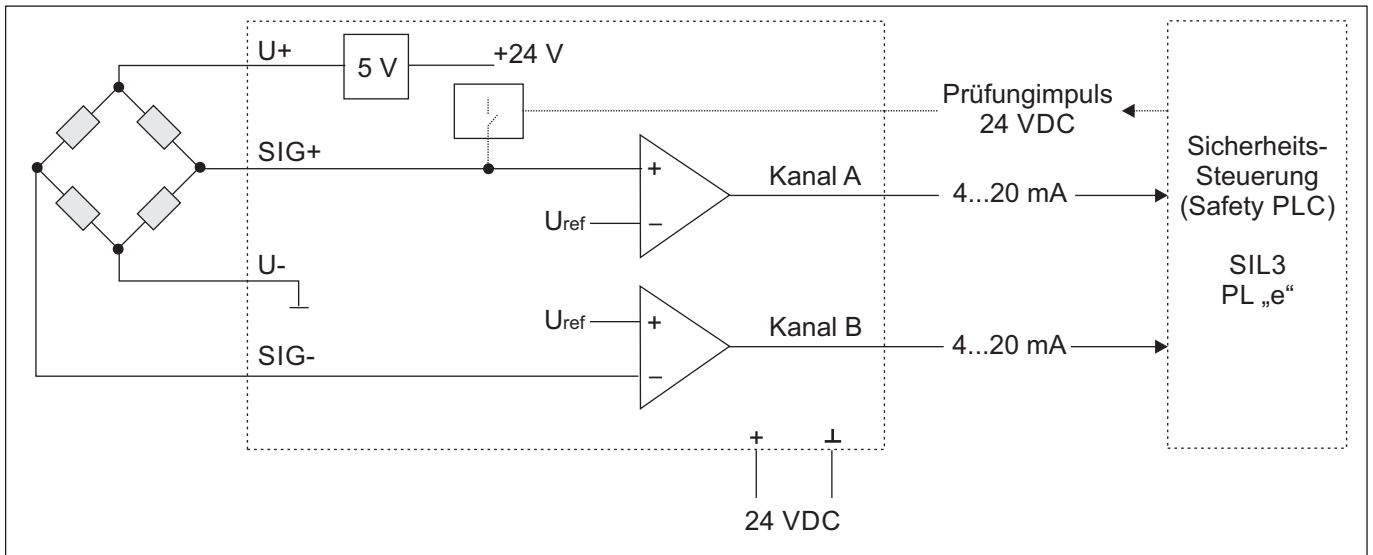 U+
5 V
+24 V
Prüfungimpuls
24 VDC
SIG+
+
Kanal A
4...20 mA
Uref
–
Sicherheits-
Steuerung
(Safety PLC)
SIL3
PL „e“
U-
Uref
+
Kanal B
4...20 mA
SIG-
–
+
24 VDC